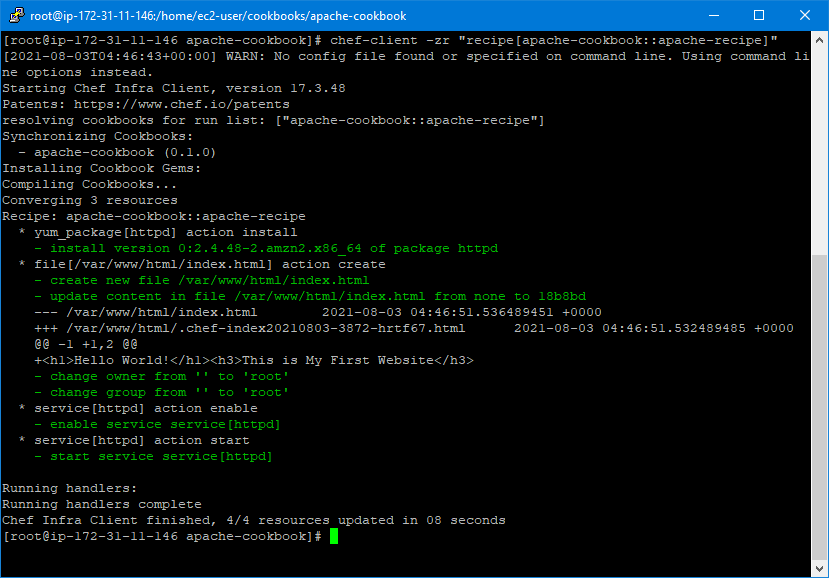 root@ip-172-31-11-146:/home/ec2-user/cookbooks/apache-cookbook
[root@ip-172-31-11-146 apache-cookbook]# chef-client -zr "recipe[apache-cookbook::apache-recipe]"
[2021-08-03T04:46:43+00:00] WARN: No config file found or specified on command line. Using command li
ne options instead.
Starting Chef Infra Client, version 17.3.48
Patents: https://www.chef.io/patents
resolving cookbooks for run list: ["apache-cookbook::apache-recipe"]
Synchronizing Cookbooks:
  - apache-cookbook (0.1.0)
Installing Cookbook Gems:
Compiling Cookbooks...
Converging 3 resources
Recipe: apache-cookbook::apache-recipe
  * yum_package[httpd] action install
    - install version 0:2.4.48-2.amzn2.x86_64 of package httpd
  * file[/var/www/html/index.html] action create
    - create new file /var/www/html/index.html
    - update content in file /var/www/html/index.html from none to 18b8bd
    --- /var/www/html/index.html        2021-08-03 04:46:51.536489451 +0000
    +++ /var/www/html/.chef-index20210803-3872-hrtf67.html      2021-08-03 04:46:51.532489485 +0000
    @@ -1 +1,2 @@
    +<h1>Hello World!</h1><h3>This is My First Website</h3>
    - change owner from '' to 'root'
    - change group from '' to 'root'
  * service[httpd] action enable
    - enable service service[httpd]
  * service[httpd] action start
    - start service service[httpd]
Running handlers:
Running handlers complete
Chef Infra Client finished, 4/4 resources updated in 08 seconds
[root@ip-172-31-11-146 apache-cookbook]#